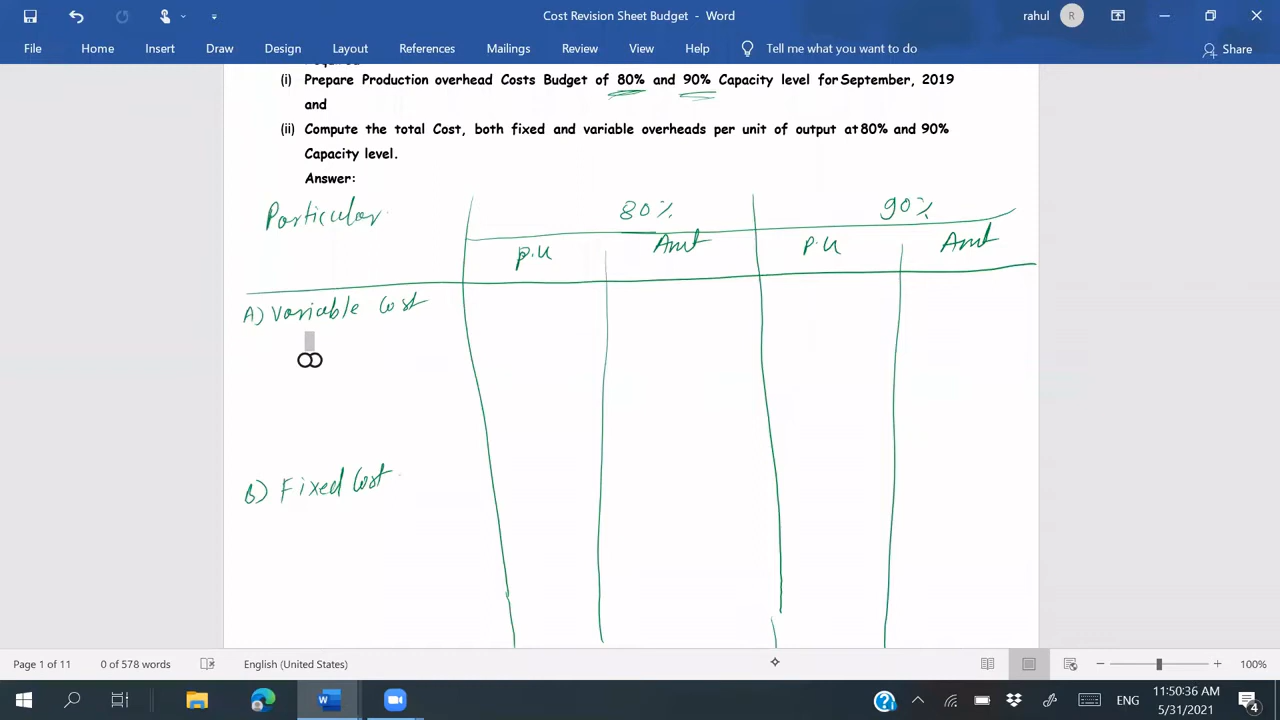 Cost Revision Sheet Budget - Word
rahul R
File Home Insert Draw Design Layout References Mailings Review View Help Tell me what you want to do Share
(i) Prepare Production overhead Costs Budget of 80% and 90% Capacity level for September, 2019
and
(ii) Compute the total Cost, both fixed and variable overheads per unit of output at 80% and 90%
Capacity level.
Answer:
Particular 80% 90%
P.U Amt P.U Amt
A) Variable Cost
B) Fixed Cost
Page 1 of 11 0 of 578 words English (United States) 100%
ENG 11:50:36 AM
5/31/2021 4